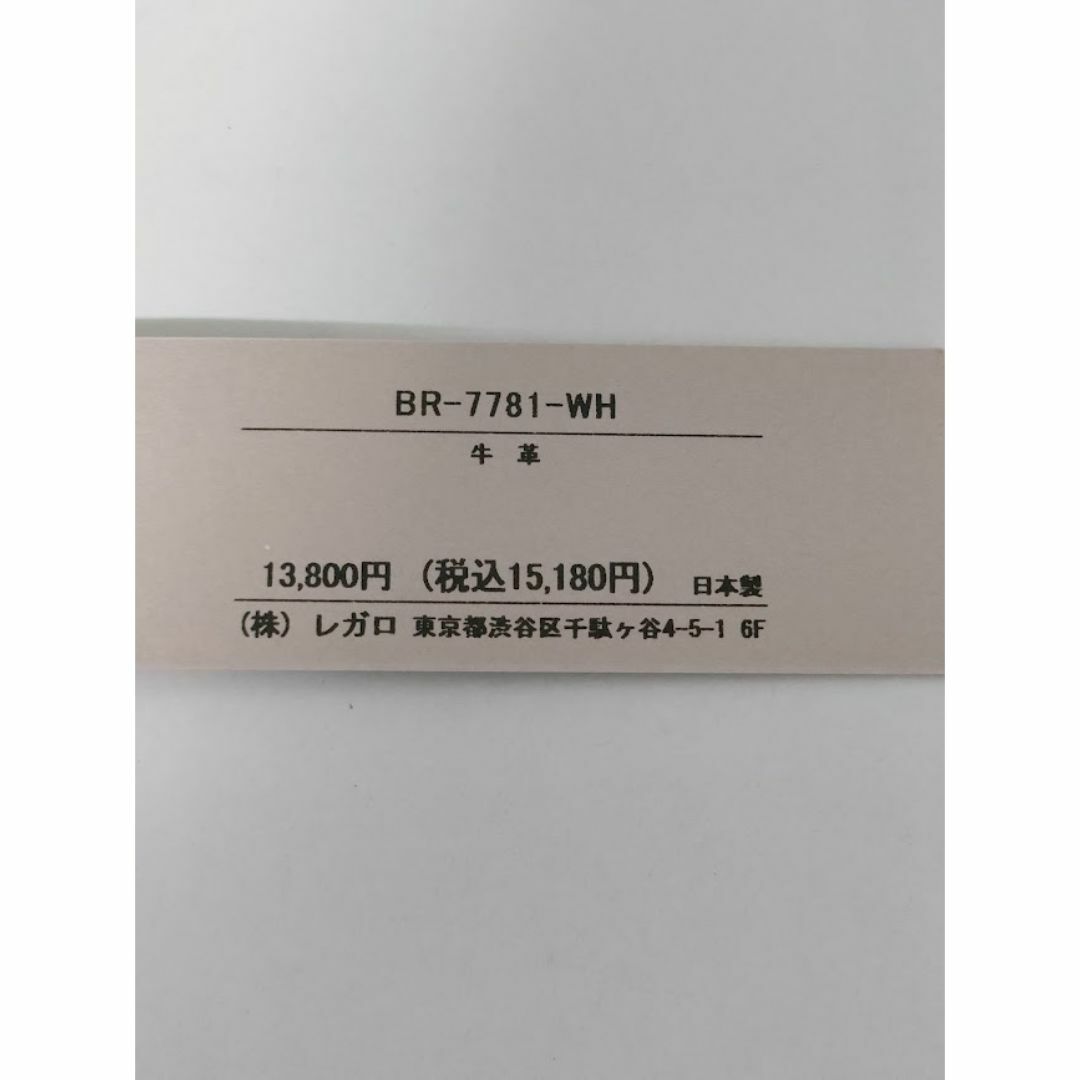 BR-7781-WH
牛 革
13,800円 (税込15,180円) 日本製
(株) レガロ 東京都渋谷区千駄ヶ谷4-5-1 6F